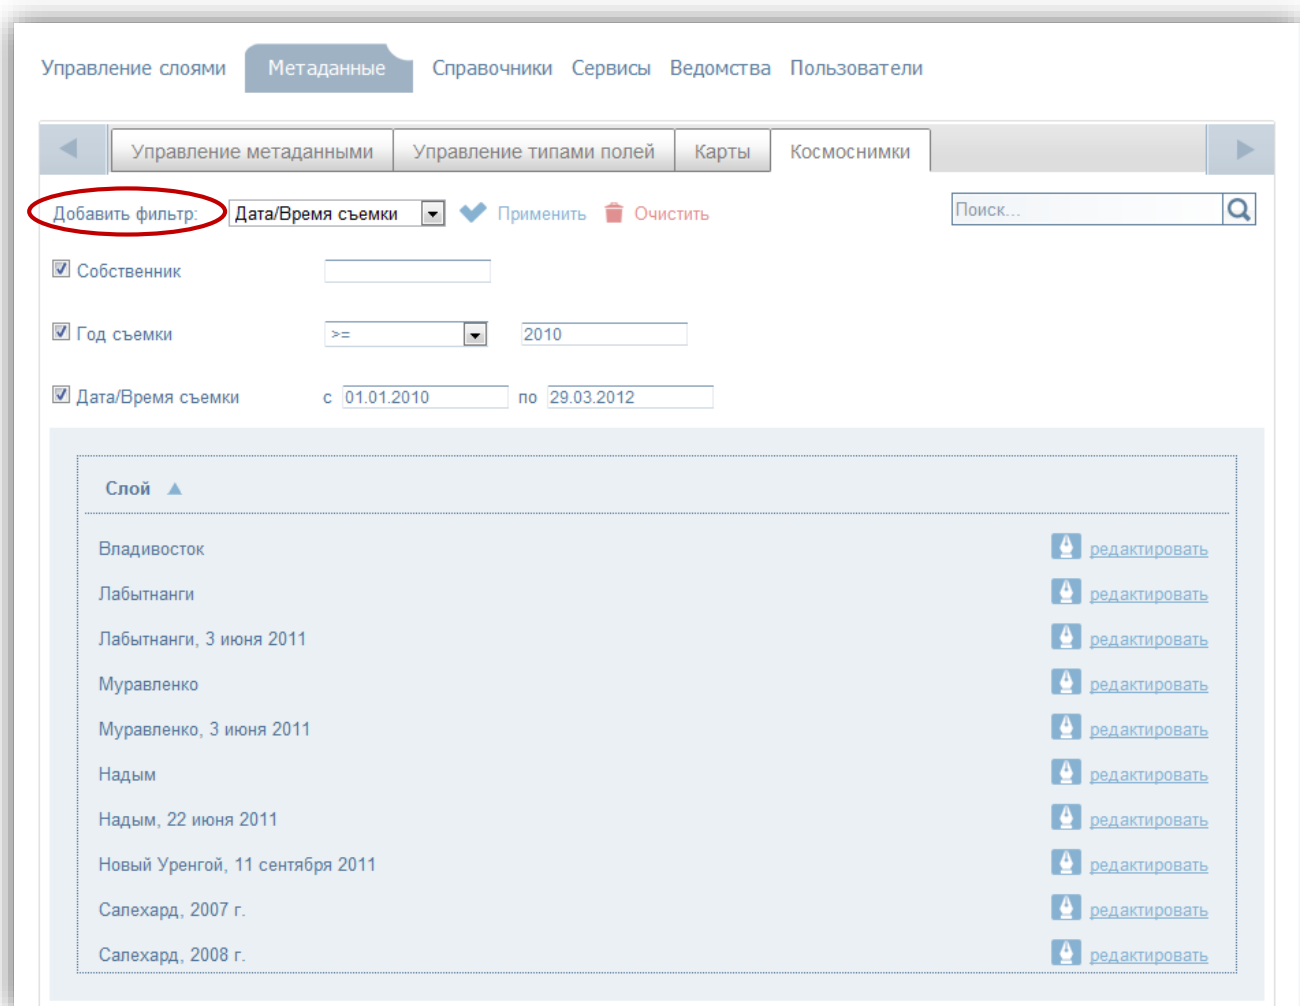 Управление слоями Метаданные Справочники Сервисы Ведомства Пользователи
Управление метаданными Управление типами полей Карты Космоснимки
Добавить фильтр: Дата/Время съемки Применить Очистить Поиск...
Собственник
Год съемки >= 2010
Дата/Время съемки с 01.01.2010 по 29.03.2012
Слой
Владивосток редактировать
Лабытнанги редактировать
Лабытнанги, 3 июня 2011 редактировать
Муравленко редактировать
Муравленко, 3 июня 2011 редактировать
Надым редактировать
Надым, 22 июня 2011 редактировать
Новый Уренгой, 11 сентября 2011 редактировать
Салехард, 2007 г. редактировать
Салехард, 2008 г. редактировать